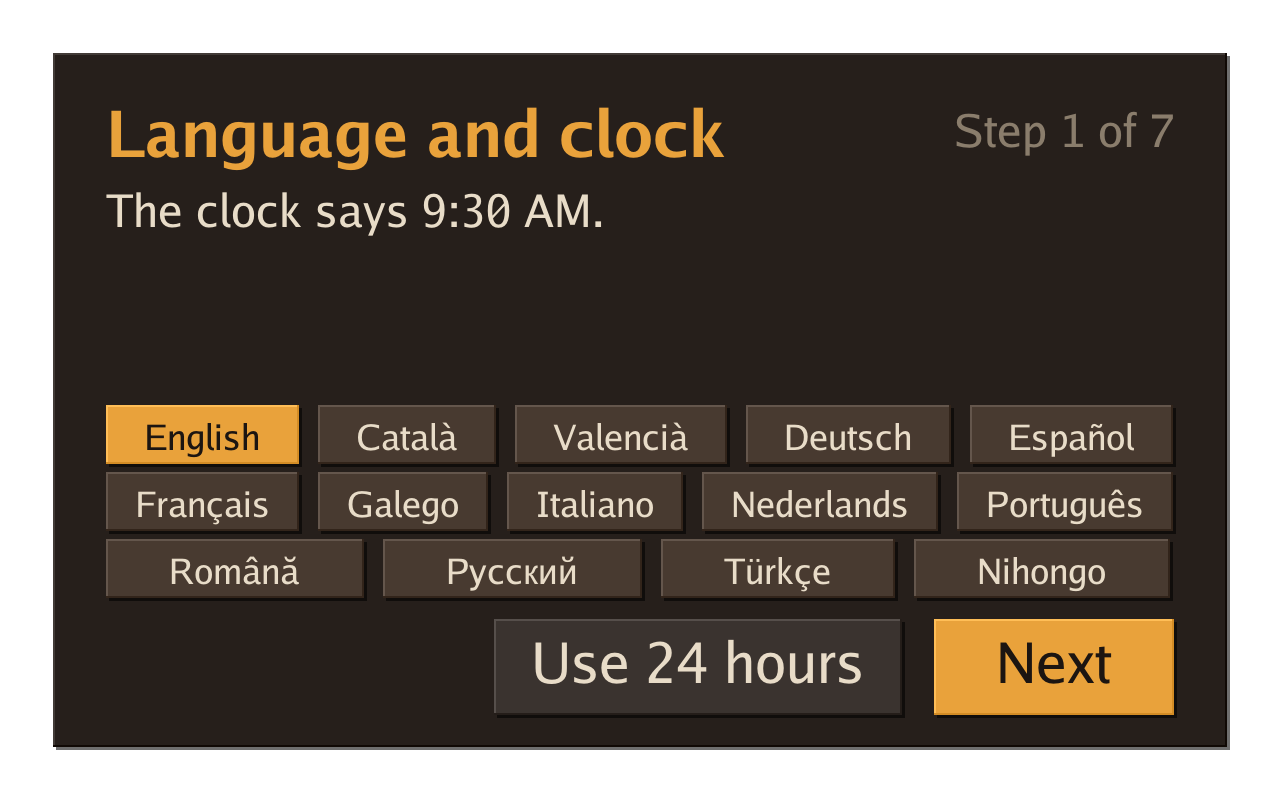 Language and clock
Step 1 of 7
The clock says 9:30 AM.
English Català Valencià Deutsch Español
Français Galego Italiano Nederlands Português
Română Русский Türkçe Nihongo
Use 24 hours Next